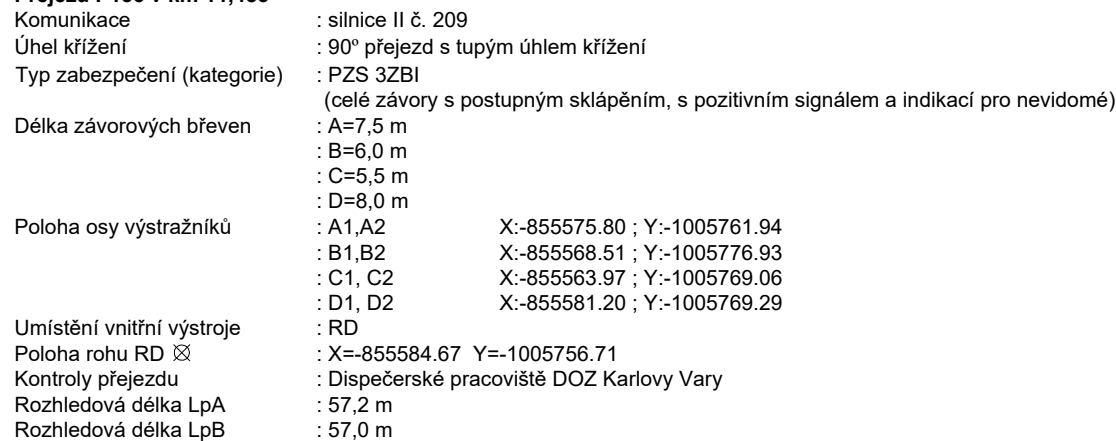 Komunikace : silnice II č. 209
Úhel křížení : 90º přejezd s tupým úhlem křížení
Typ zabezpečení (kategorie) : PZS 3ZBI
(celé závory s postupným sklápěním, s pozitivním signálem a indikací pro nevidomé)
Délka závorových břeven : A=7,5 m
: B=6,0 m
: C=5,5 m
: D=8,0 m
Poloha osy výstražníků : A1,A2 X:-855575.80 ; Y:-1005761.94
: B1,B2 X:-855568.51 ; Y:-1005776.93
: C1, C2 X:-855563.97 ; Y:-1005769.06
: D1, D2 X:-855581.20 ; Y:-1005769.29
Umístění vnitřní výstroje : RD
Poloha rohu RD ☒ : X=-855584.67 Y=-1005756.71
Kontroly přejezdu : Dispečerské pracoviště DOZ Karlovy Vary
Rozhledová délka LpA : 57,2 m
Rozhledová délka LpB : 57,0 m